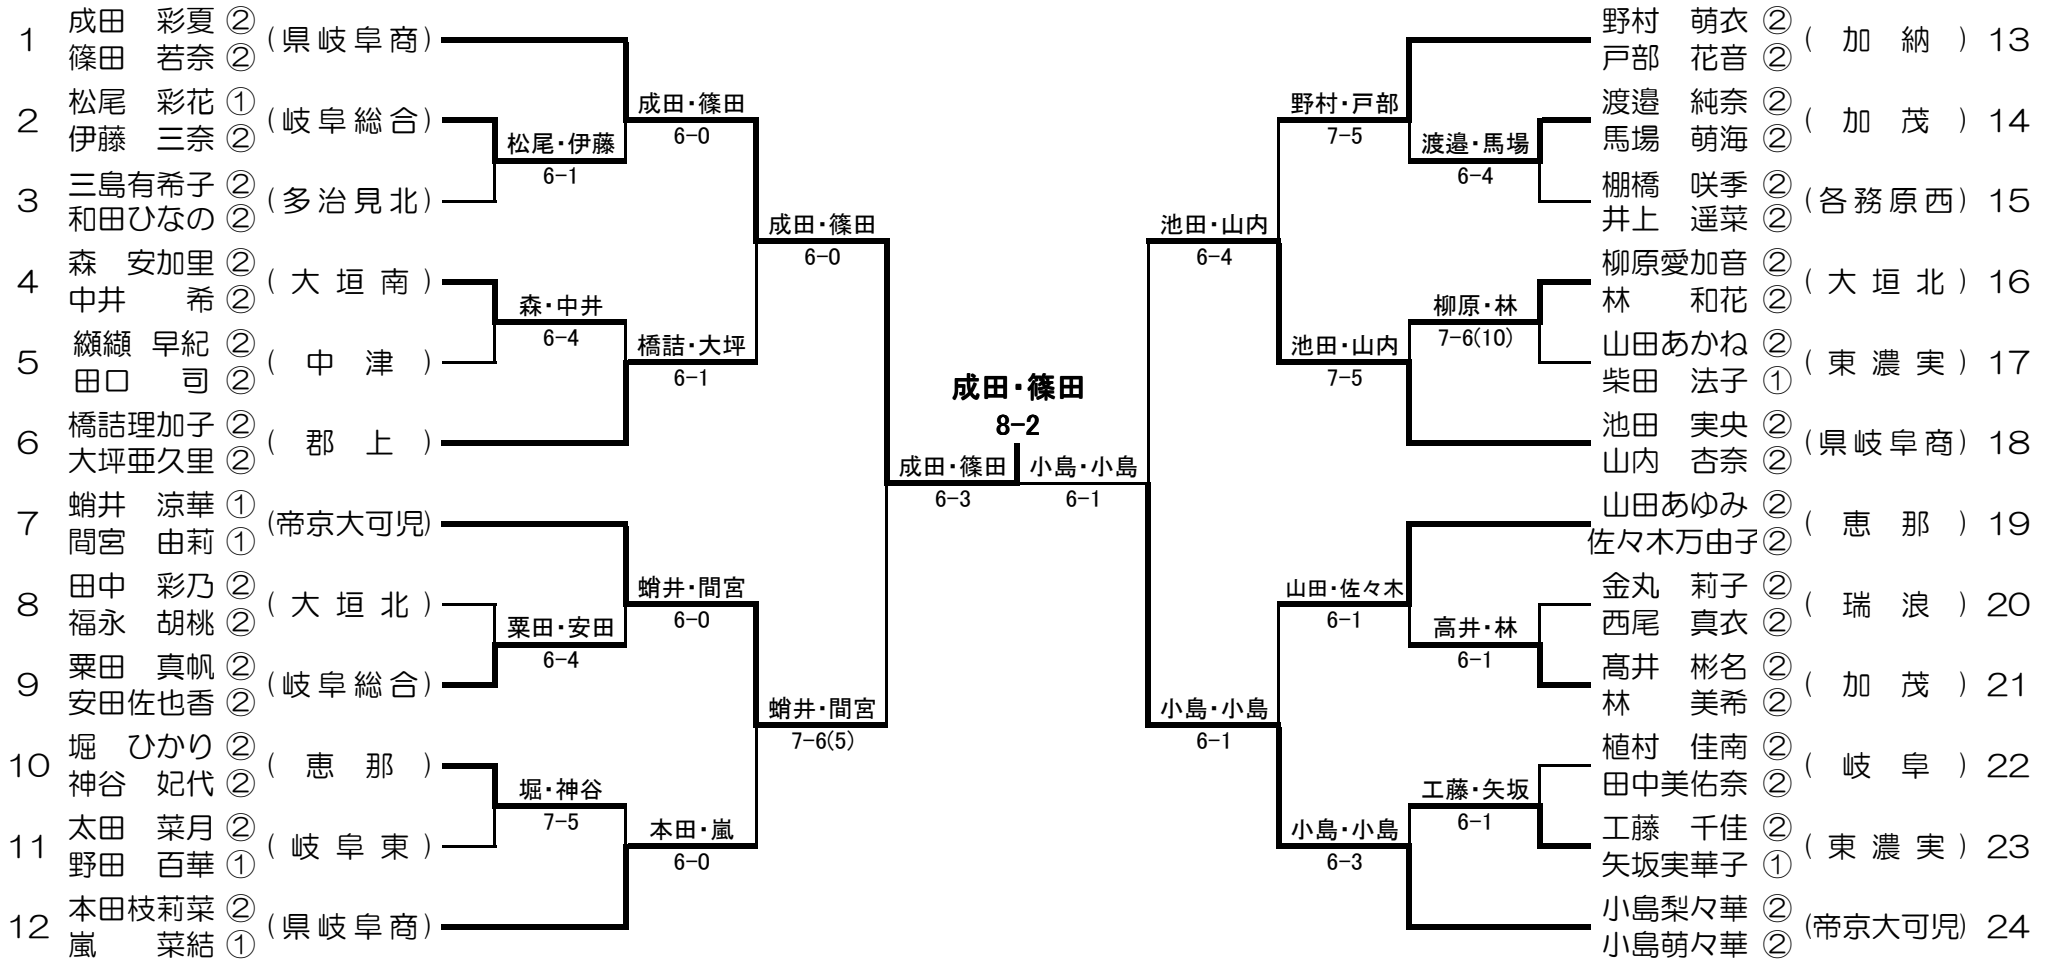 1 成田 彩夏 ② (県岐阜商)
篠田 若奈 ②
2 松尾 彩花 ① (岐阜総合)
伊藤 三奈 ②
3 三島有希子 ② (多治見北)
和田ひなの ②
4 森 安加里 ② (大垣南)
中井 希 ②
5 纐纈 早紀 ② (中津)
田口 司 ②
6 橋詰理加子 ② (郡上)
大坪亜久里 ②
7 蛸井 涼華 ① (帝京大可児)
間宮 由莉 ①
8 田中 彩乃 ② (大垣北)
福永 胡桃 ②
9 粟田 真帆 ② (岐阜総合)
安田佐也香 ②
10 堀 ひかり ② (恵那)
神谷 妃代 ②
11 太田 菜月 ② (岐阜東)
野田 百華 ①
12 本田枝莉菜 ② (県岐阜商)
嵐 菜結 ①
松尾・伊藤
6-1
森・中井
6-4
粟田・安田
6-4
堀・神谷
7-5
成田・篠田
6-0
橋詰・大坪
6-1
蛸井・間宮
6-0
本田・嵐
6-0
成田・篠田
6-0
蛸井・間宮
7-6(5)
成田・篠田
6-3
成田・篠田
8-2
小島・小島
6-1
池田・山内
6-4
小島・小島
6-1
野村・戸部
7-5
池田・山内
7-5
山田・佐々木
6-1
小島・小島
6-3
渡邉・馬場
6-4
柳原・林
7-6(10)
高井・林
6-1
工藤・矢坂
6-1
野村 萌衣 ② (加納) 13
戸部 花音 ②
渡邉 純奈 ② (加茂) 14
馬場 萌海 ②
棚橋 咲季 ② (各務原西) 15
井上 遥菜 ②
柳原愛加音 ② (大垣北) 16
林 和花 ②
山田あかね ② (東濃実) 17
柴田 法子 ①
池田 実央 ② (県岐阜商) 18
山内 杏奈 ②
山田あゆみ ② (恵那) 19
佐々木万由子 ②
金丸 莉子 ② (瑞浪) 20
西尾 真衣 ②
髙井 彬名 ② (加茂) 21
林 美希 ②
植村 佳南 ② (岐阜) 22
田中美佑奈 ②
工藤 千佳 ② (東濃実) 23
矢坂実華子 ①
小島梨々華 ② (帝京大可児) 24
小島萌々華 ②